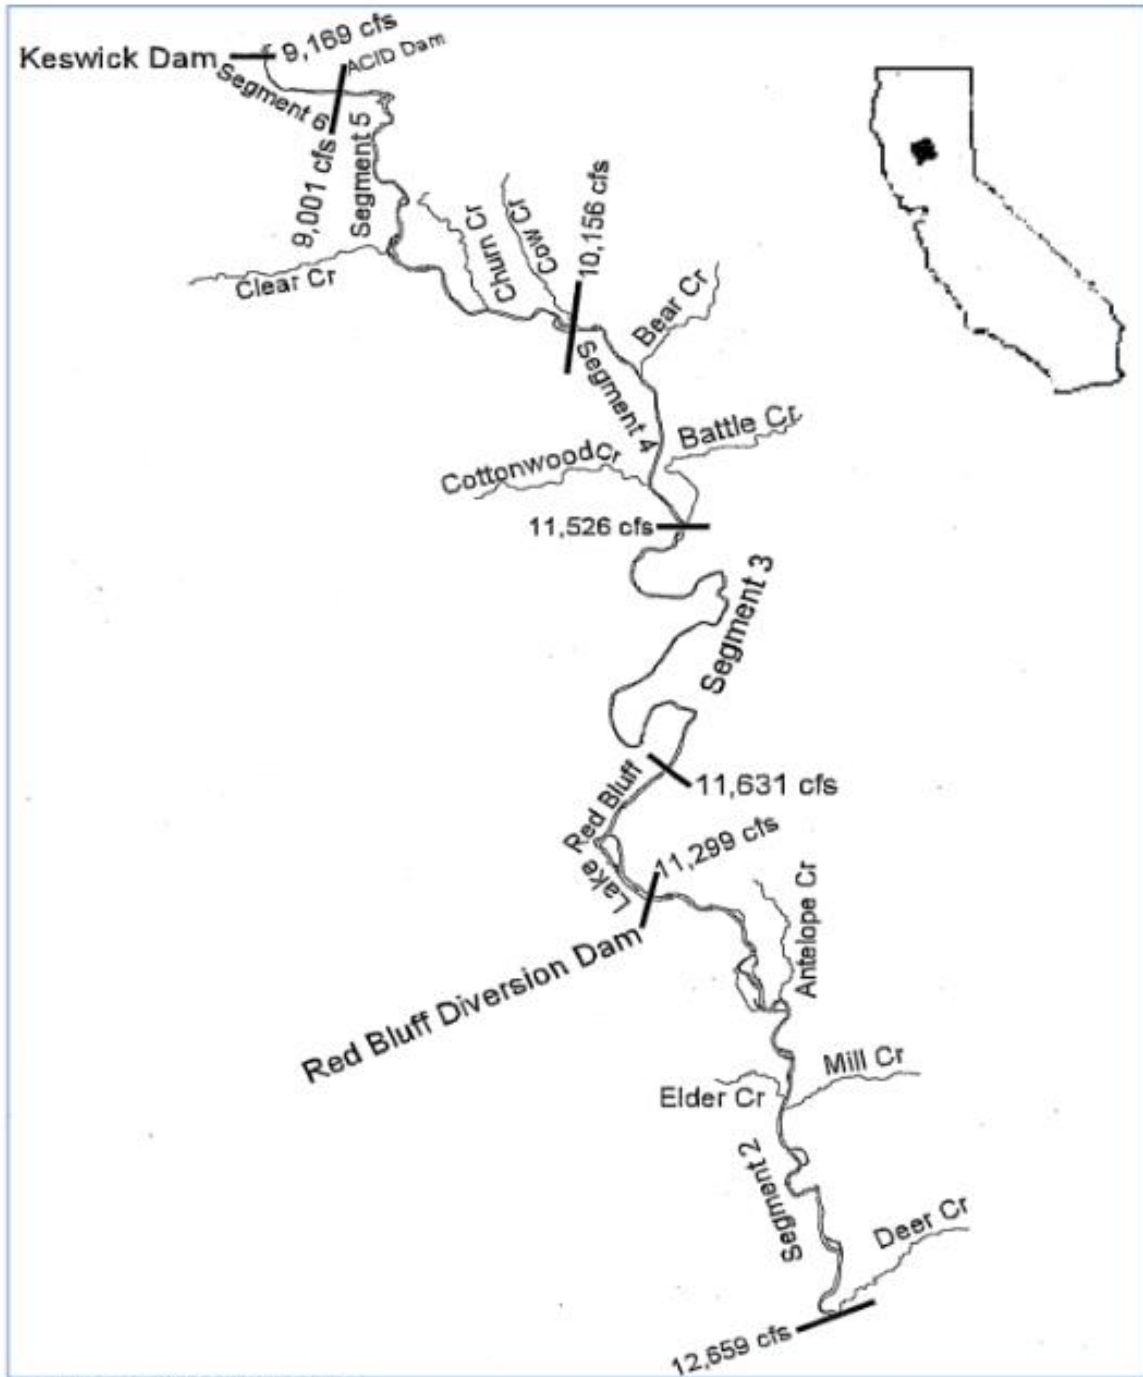 Keswick Dam
9,169 cfs
ACID Dam
Segment 6
9,001 cfs
Segment 5
Clear Cr
Churn Cr
Cow Cr
10,156 cfs
Bear Cr
Segment 4
Battle Cr
Cottonwood Cr
11,526 cfs
Segment 3
11,631 cfs
Lake Red Bluff
11,299 cfs
Red Bluff Diversion Dam
Antelope Cr
Mill Cr
Elder Cr
Segment 2
Deer Cr
12,659 cfs